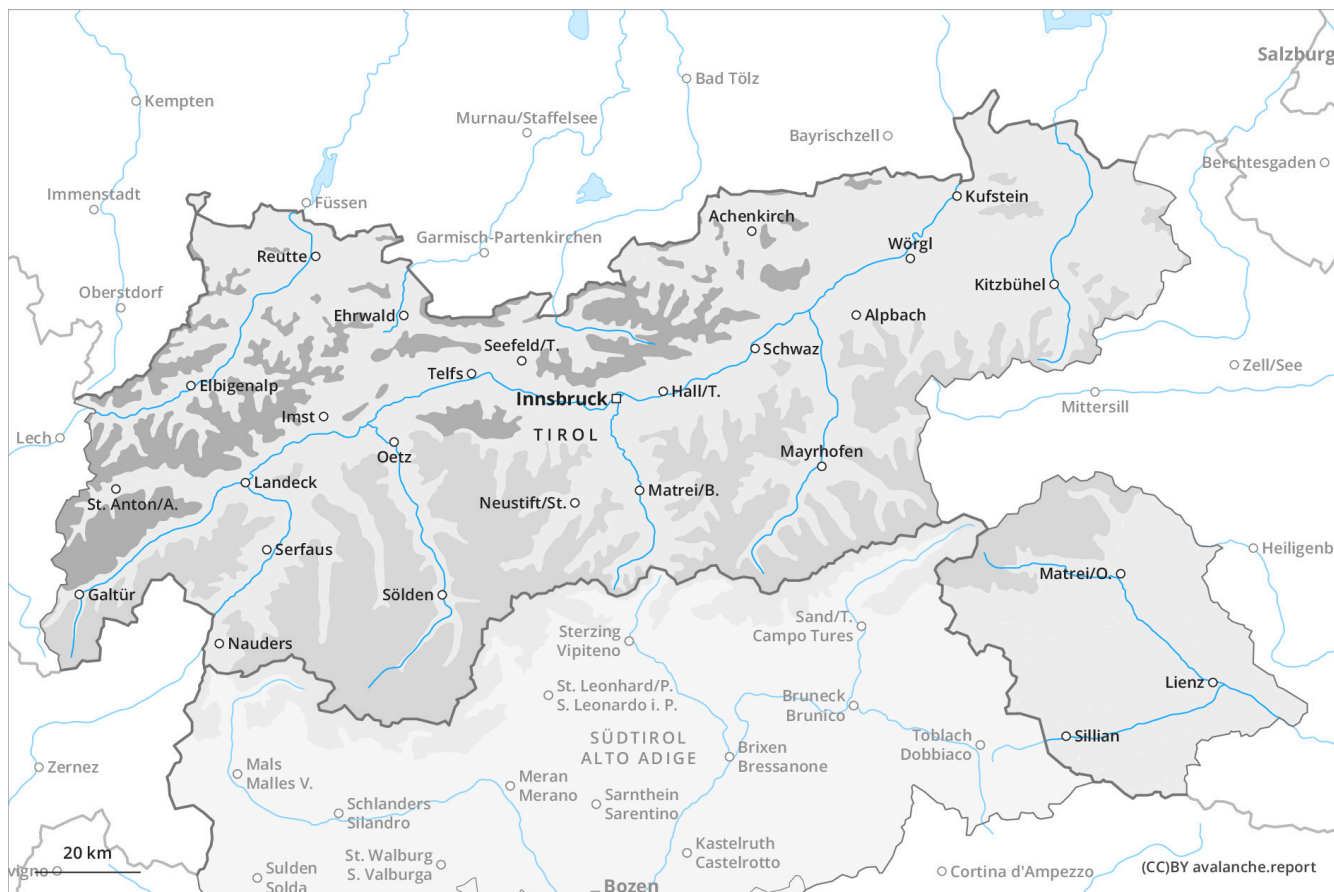 Salzburg
Kempten
Bad Tölz
Murnau/Staffelsee
Bayrischzell
Berchtesgaden
Immenstadt
Füssen
Kufstein
Achenkirch
Garmisch-Partenkirchen
Wörgl
Reutte
Oberstdorf
Kitzbühel
Ehrwald
Alpbach
Seefeld/T.
Schwaz
Zell/See
Telfs
Elbigenalp
Hall/T.
Innsbruck
Mittersill
Imst
Lech
TIROL
Oetz
Mayrhofen
Landeck
Matrei/B.
St. Anton/A.
Neustift/St.
Serfaus
Heiligenb
Matrei/O.
Galtür
Sölden
Sand/T.
Campo Tures
Sterzing
Vipiteno
Nauders
Lienz
St. Leonhard/P.
S. Leonardo i. P.
Bruneck
Brunico
Sillian
Toblach
Dobbiaco
SÜDTIROL
ALTO ADIGE
Brixen
Bressanone
Zernez
Mals
Malles V.
Meran
Merano
Sarnthein
Sarentino
Schlanders
Silandro
Kastelruth
Castelrotto
20 km
St. Walburg
S. Valburga
vigno
Sulden
Solda
Cortina d'Ampezzo
(CC)BY avalanche.report
Bozen